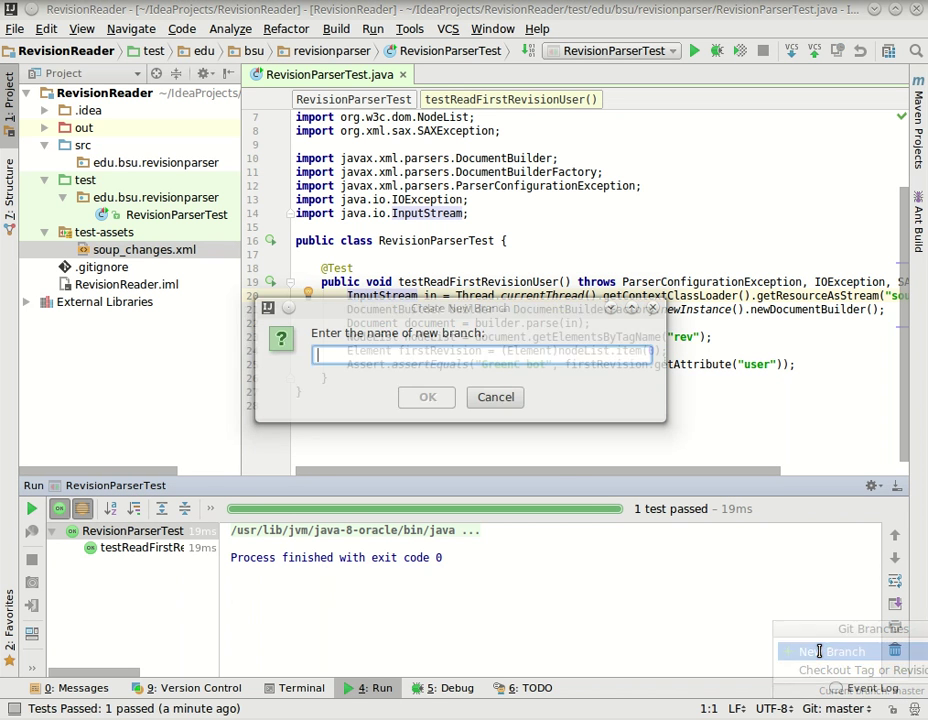 RevisionReader - [~/IdeaProjects/RevisionReader] - [RevisionReader] - ~/IdeaProjects/RevisionReader/test/edu/bsu/revisionparser/RevisionParserTest.java - I...
File Edit View Navigate Code Analyze Refactor Build Run Tools VCS Window Help
RevisionReader test edu bsu revisionparser RevisionParserTest RevisionParserTest VCS VCS
1: Project
7: Structure
2: Favorites
Project
RevisionReader ~/IdeaProjects/
.idea
out
src
edu.bsu.revisionparser
test
edu.bsu.revisionparser
RevisionParserTest
test-assets
soup_changes.xml
.gitignore
RevisionReader.iml
External Libraries
RevisionParserTest.java
RevisionParserTest testReadFirstRevisionUser()
7 import org.w3c.dom.NodeList;
8 import org.xml.sax.SAXException;
9
10 import javax.xml.parsers.DocumentBuilder;
11 import javax.xml.parsers.DocumentBuilderFactory;
12 import javax.xml.parsers.ParserConfigurationException;
13 import java.io.IOException;
14 import java.io.InputStream;
15
16 public class RevisionParserTest {
17
18 @Test
19 public void testReadFirstRevisionUser() throws ParserConfigurationException, IOException, SA
InputStream in = Thread.currentThread().getContextClassLoader().getResourceAsStream("sou
newInstance().newDocumentBuilder();
Document document = builder.parse(in);
NodeList nodeList = document.getElementsByTagName("rev");
Element firstRevision = (Element)nodeList.item(0);
Assert.assertEquals("GreenC bot", firstRevision.getAttribute("user"));
}
}
Create New Branch
Enter the name of new branch:
OK Cancel
Maven Projects
Ant Build
Run RevisionParserTest
1 test passed – 19ms
RevisionParserTest 19ms
testReadFirstRe 19ms
/usr/lib/jvm/java-8-oracle/bin/java ...
Process finished with exit code 0
Git Branches
New Branch
Checkout Tag or Revisio
Current branch: master
0: Messages 9: Version Control Terminal 4: Run 5: Debug 6: TODO Event Log
Tests Passed: 1 passed (a minute ago) 1:1 LF UTF-8 Git: master